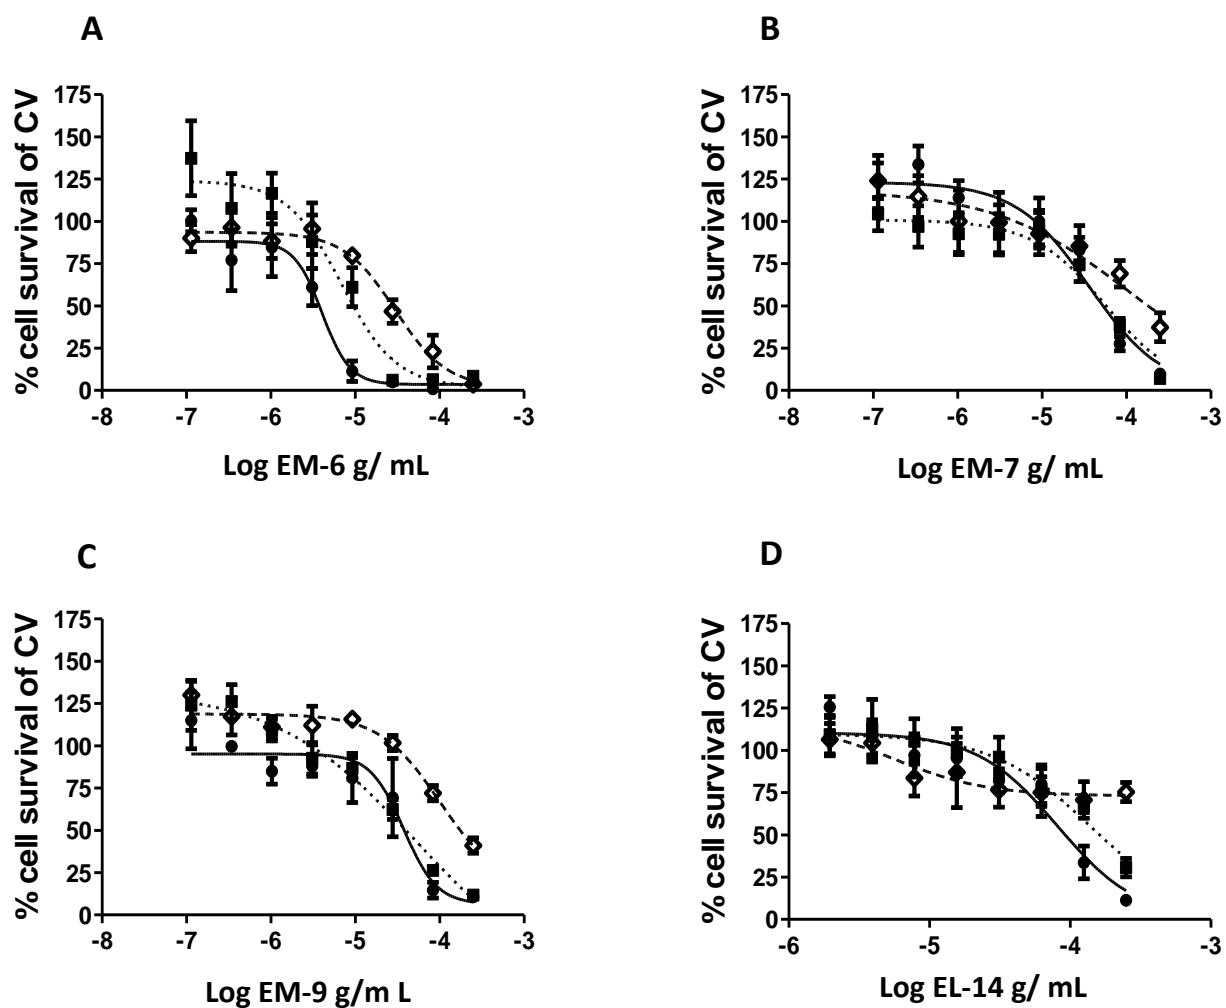 A
% cell survival of CV
175
150
125
100
75
50
25
0
-8 -7 -6 -5 -4 -3
Log EM-6 g/ mL
B
% cell survival of CV
175
150
125
100
75
50
25
0
-8 -7 -6 -5 -4 -3
Log EM-7 g/ mL
C
% cell survival of CV
175
150
125
100
75
50
25
0
-8 -7 -6 -5 -4 -3
Log EM-9 g/m L
D
% cell survival of CV
175
150
125
100
75
50
25
0
-6 -5 -4 -3
Log EL-14 g/ mL